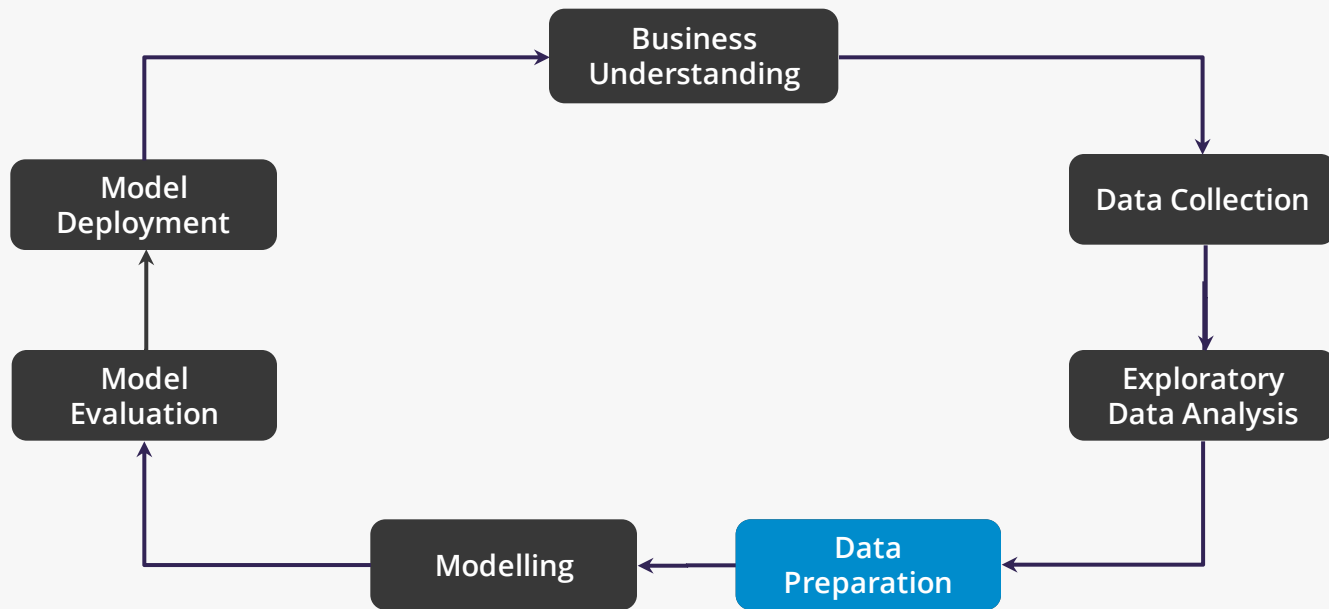 Business
Understanding
Data Collection
Exploratory
Data Analysis
Data
Preparation
Modelling
Model
Evaluation
Model
Deployment